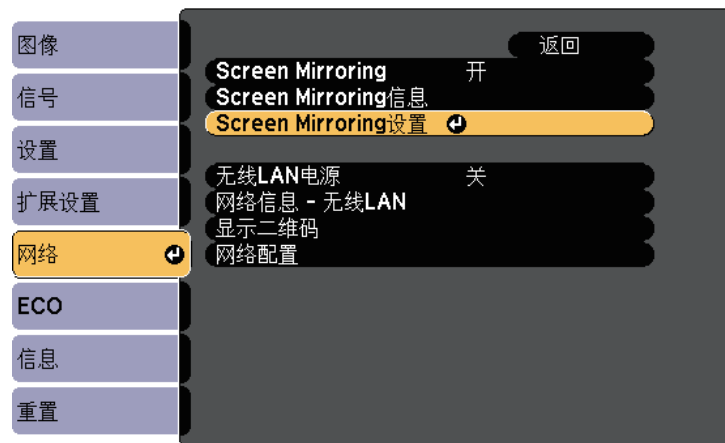 图像
信号
设置
扩展设置
网络
ECO
信息
重置
返回
Screen Mirroring 开
Screen Mirroring信息
Screen Mirroring设置
无线LAN电源 关
网络信息 - 无线LAN
显示二维码
网络配置